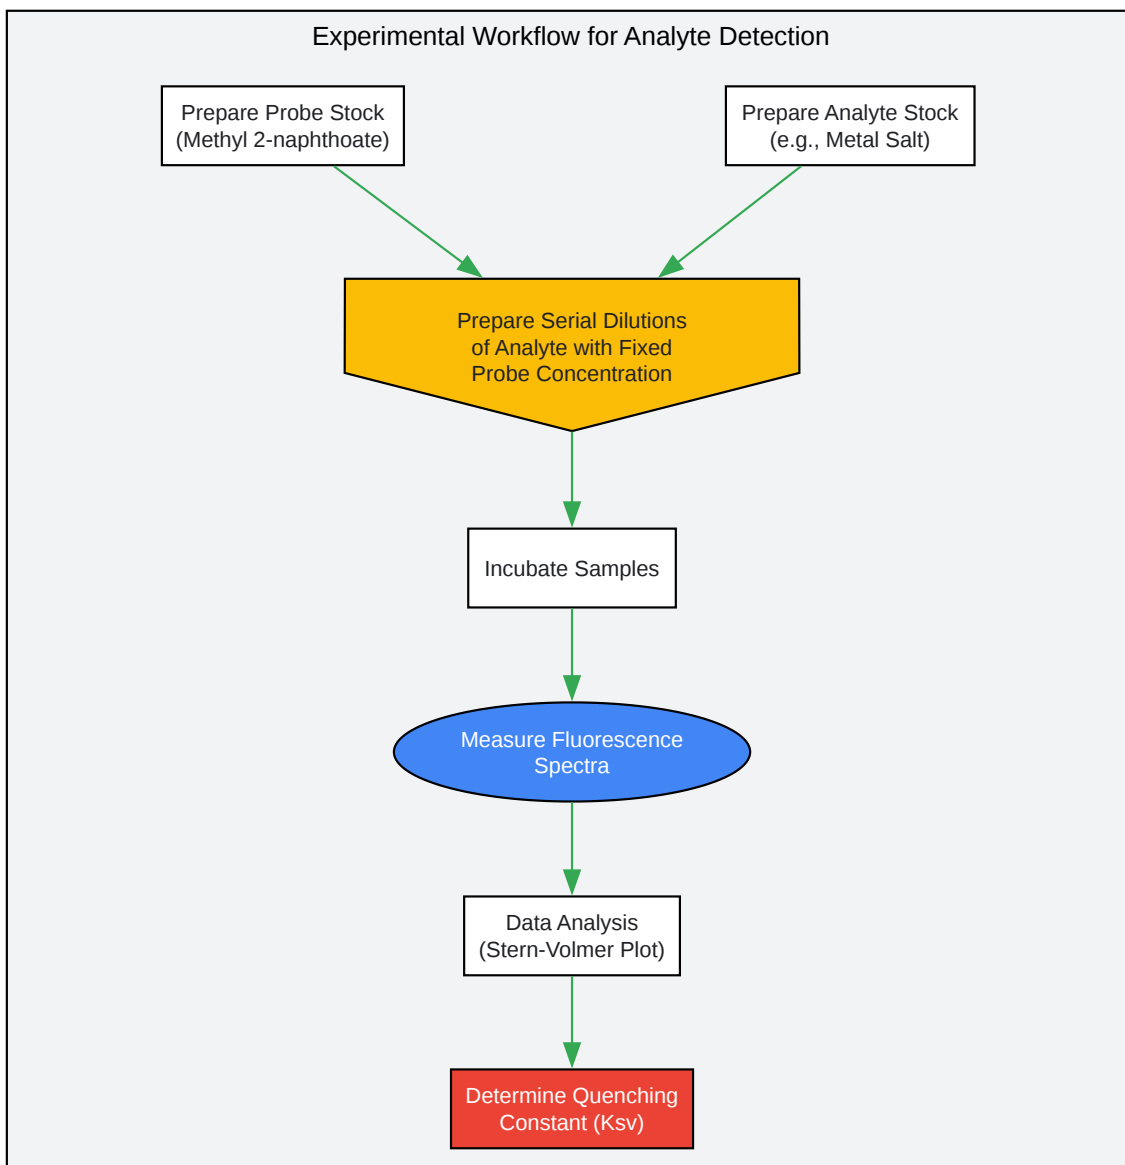 Experimental Workflow for Analyte Detection
Prepare Probe Stock
(Methyl 2-naphthoate)
Prepare Analyte Stock
(e.g., Metal Salt)
Prepare Serial Dilutions
of Analyte with Fixed
Probe Concentration
Incubate Samples
Measure Fluorescence
Spectra
Data Analysis
(Stern-Volmer Plot)
Determine Quenching
Constant (Ksv)